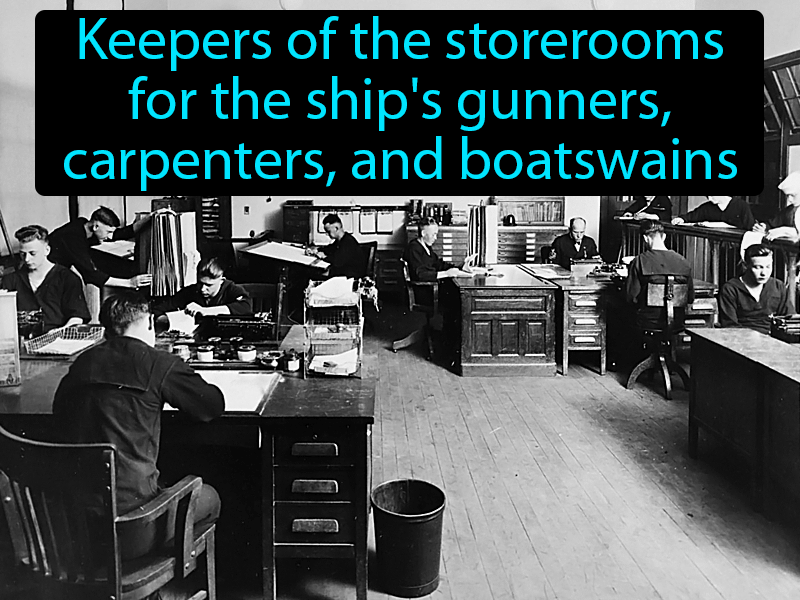 Keepers of the storerooms
for the ship's gunners,
carpenters, and boatswains